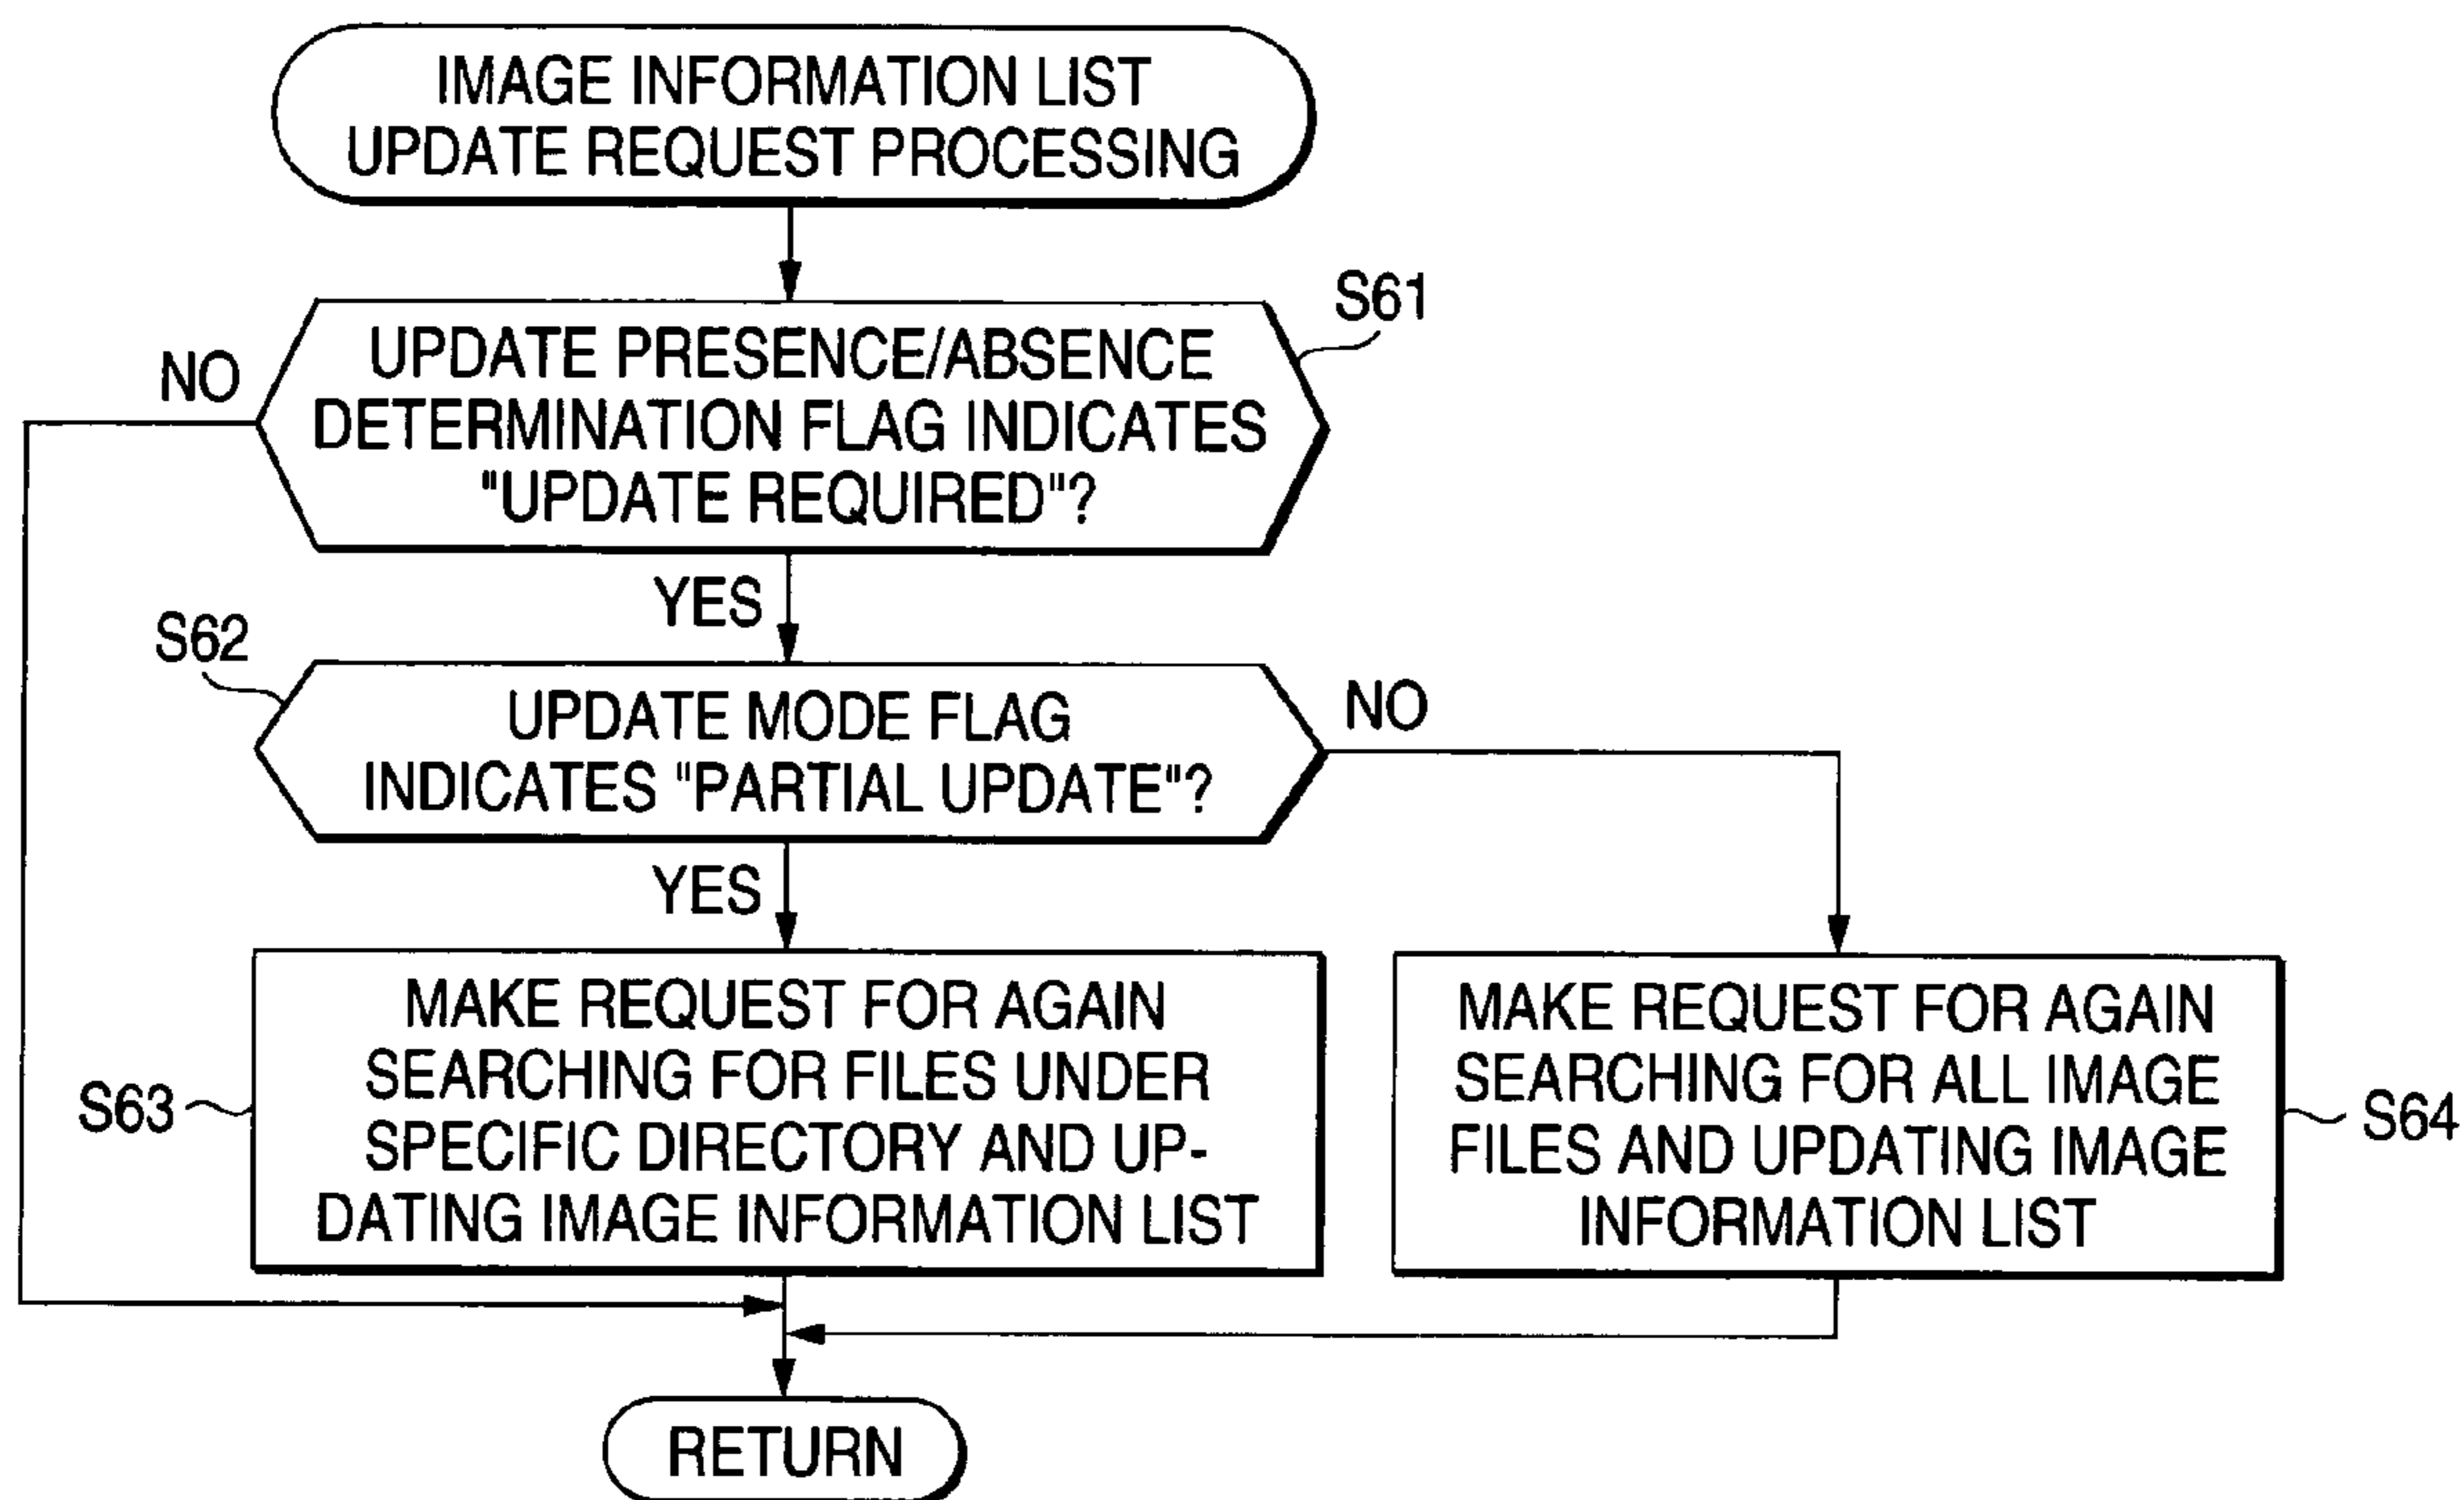 IMAGE INFORMATION LIST
UPDATE REQUEST PROCESSING
S61
UPDATE PRESENCE/ABSENCE
DETERMINATION FLAG INDICATES
"UPDATE REQUIRED"?
NO
YES
S62
UPDATE MODE FLAG
INDICATES "PARTIAL UPDATE"?
NO
YES
S63
MAKE REQUEST FOR AGAIN
SEARCHING FOR FILES UNDER
SPECIFIC DIRECTORY AND UP-
DATING IMAGE INFORMATION LIST
MAKE REQUEST FOR AGAIN
SEARCHING FOR ALL IMAGE
FILES AND UPDATING IMAGE
INFORMATION LIST
S64
RETURN